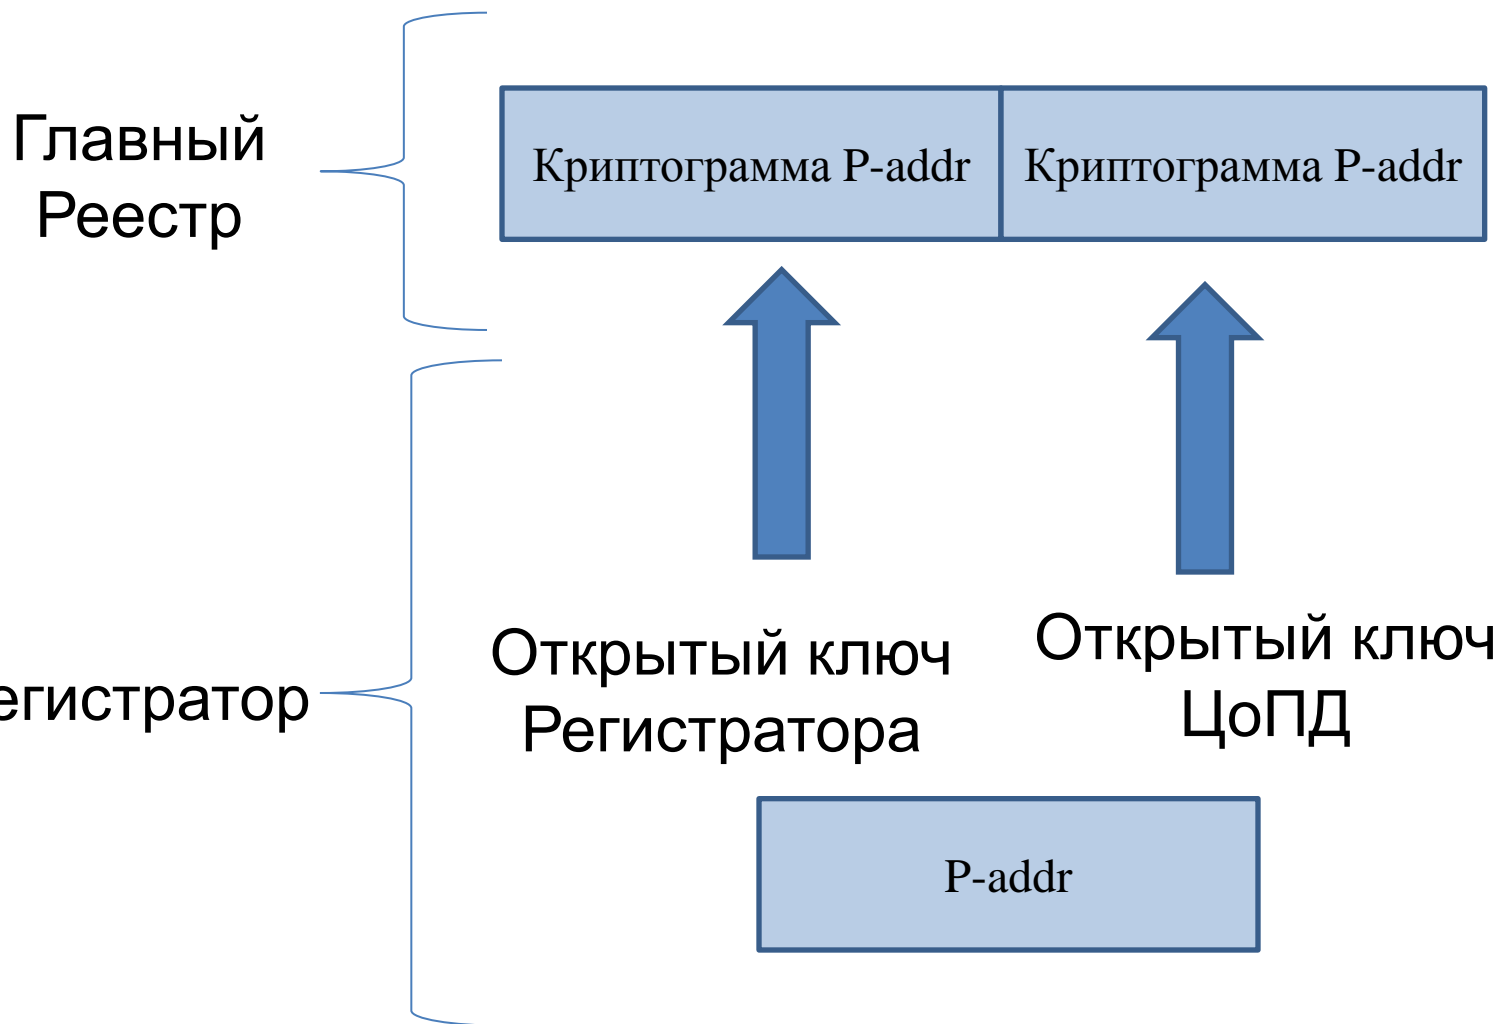 Главный
Реестр
Криптограмма P-addr
Криптограмма P-addr
Открытый ключ
Регистратора
Открытый ключ
ЦоПД
егистратор
P-addr